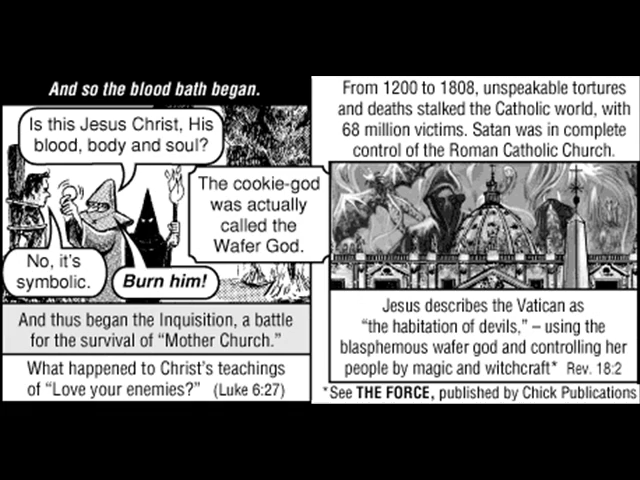 And so the blood bath began.
Is this Jesus Christ, His
blood, body and soul?
The cookie-god
was actually
called the
Wafer God.
No, it's
symbolic.
Burn him!
And thus began the Inquisition, a battle
for the survival of “Mother Church.”
What happened to Christ's teachings
of “Love your enemies?” (Luke 6:27)
From 1200 to 1808, unspeakable tortures
and deaths stalked the Catholic world, with
68 million victims. Satan was in complete
control of the Roman Catholic Church.
Jesus describes the Vatican as
“the habitation of devils,” – using the
blasphemous wafer god and controlling her
people by magic and witchcraft* Rev. 18:2
*See THE FORCE, published by Chick Publications